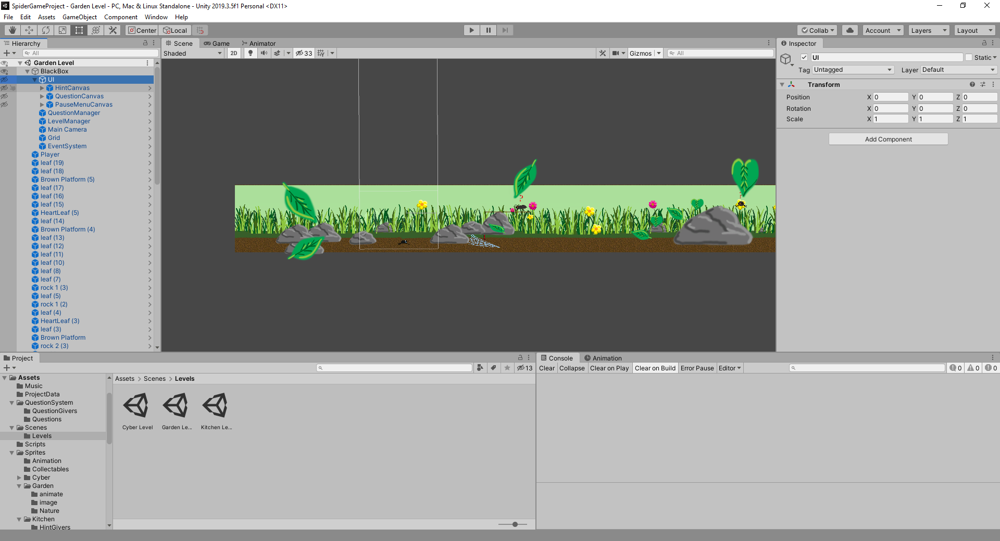 SpiderGameProject - Garden Level - PC, Mac & Linux Standalone - Unity 2019.3.5f1 Personal <DX11>
File Edit Assets GameObject Component Window Help
Center Local Collab Account Layers Layout
Hierarchy
All
Garden Level
BlackBox
UI
HintCanvas
QuestionCanvas
PauseMenuCanvas
QuestionManager
LevelManager
Main Camera
Grid
EventSystem
Player
leaf (19)
leaf (18)
Brown Platform (5)
leaf (17)
leaf (16)
leaf (15)
HeartLeaf (5)
leaf (14)
Brown Platform (4)
leaf (13)
leaf (12)
leaf (11)
leaf (10)
leaf (8)
leaf (7)
rock 1 (3)
leaf (5)
rock 1 (2)
leaf (4)
HeartLeaf (3)
leaf (3)
Brown Platform
rock 2 (3)
Scene Game Animator
Shaded 2D 33 Gizmos All
?
!
Inspector
UI Static
Tag Untagged Layer Default
Transform
Position X 0 Y 0 Z 0
Rotation X 0 Y 0 Z 0
Scale X 1 Y 1 Z 1
Add Component
Project
13
Assets
Music
ProjectData
QuestionSystem
QuestionGivers
Questions
Scenes
Levels
Scripts
Sprites
Animation
Collectables
Cyber
Garden
animate
image
Nature
Kitchen
HintGivers
Assets > Scenes > Levels
Cyber Level Garden Le... Kitchen Le...
Console Animation
Clear Collapse Clear on Play Clear on Build Error Pause Editor 0 0 0